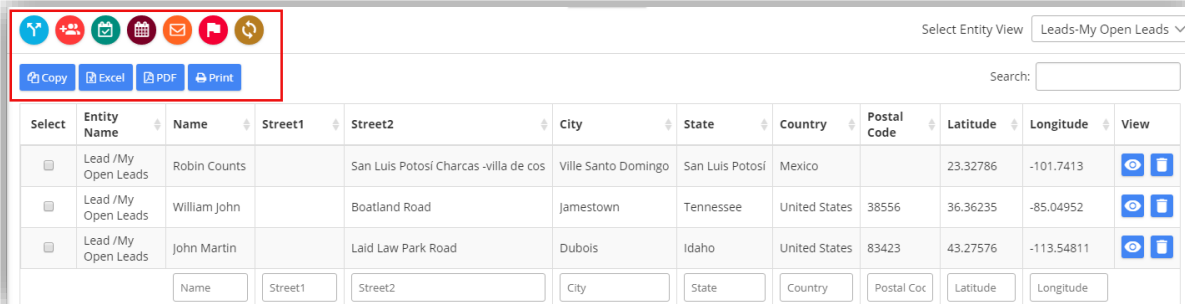 Select Entity View Leads-My Open Leads
Copy Excel PDF Print Search:
Select Entity Name Name Street1 Street2 City State Country Postal Code Latitude Longitude View
Lead /My Open Leads Robin Counts San Luis Potosí Charcas -villa de cos Ville Santo Domingo San Luis Potosí Mexico 23.32786 -101.7413
Lead /My Open Leads William John Boatland Road Jamestown Tennessee United States 38556 36.36235 -85.04952
Lead /My Open Leads John Martin Laid Law Park Road Dubois Idaho United States 83423 43.27576 -113.54811
Name Street1 Street2 City State Country Postal Coc Latitude Longitude